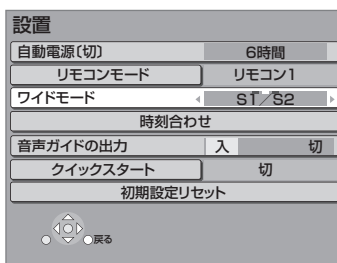 設置
自動電源〔切〕 6時間
リモコンモード リモコン1
ワイドモード S1/S2
時刻合わせ
音声ガイドの出力 入 切
クイックスタート 切
初期設定リセット
戻る